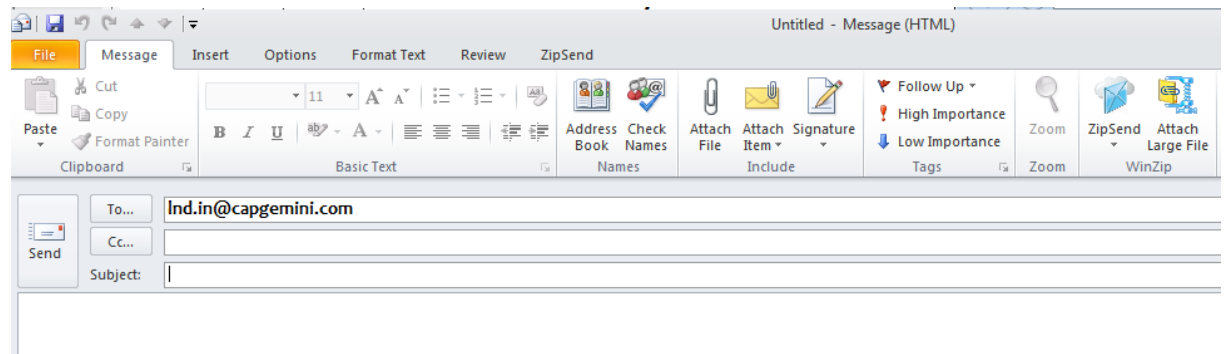 Untitled - Message (HTML)
File Message Insert Options Format Text Review ZipSend
Cut
Copy
Format Painter
Paste
Clipboard
11 A A
B I U ab A
Basic Text
Address Book
Check Names
Names
Attach File
Attach Item
Signature
Include
Follow Up
High Importance
Low Importance
Tags
Zoom
Zoom
ZipSend
Attach Large File
WinZip
Send
To... lnd.in@capgemini.com
Cc...
Subject: